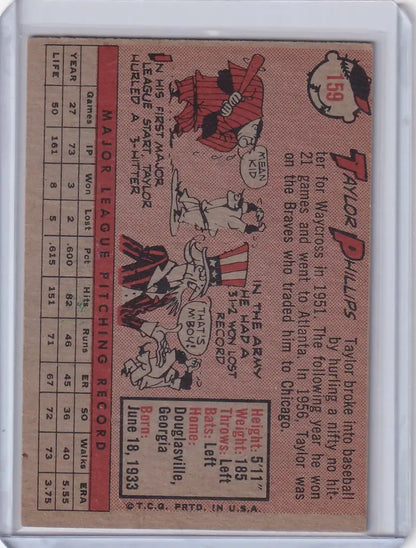 159
TAYLOR PHILLIPS
Taylor broke into baseball
by hurling a nifty no hit-
ter for Waycross in 1951. The following year he won
21 games and went to Atlanta. In 1956, Taylor was
on the Braves who traded him to Chicago.
IN HIS FIRST MAJOR
LEAGUE START, TAYLOR
HURLED A 3-HITTER
MEAN
KID
IN THE ARMY
HE HAD A
31-2 WON LOST
RECORD
THAT'S
M'BOY!
Height: 5'11"
Weight: 185
Throws: Left
Bats: Left
Home:
Douglasville,
Georgia
Born:
June 18, 1933
MAJOR LEAGUE PITCHING RECORD
Games IP Won Lost Pct Hits Runs ER SO Walks ERA
YEAR 27 73 3 2 .600 82 46 45 36 40 5.55
LIFE 50 161 8 5 .615 151 71 67 72 73 3.75
©T.C.G. PRTD. IN U.S.A.